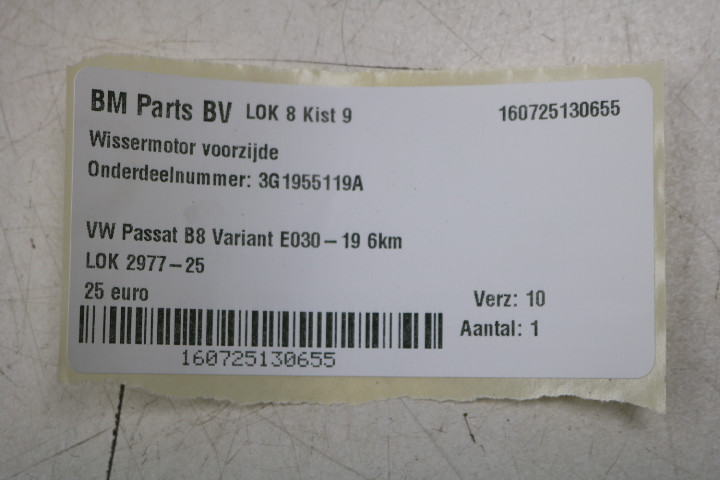 BM Parts BV LOK 8 Kist 9 160725130655
Wissermotor voorzijde
Onderdeelnummer: 3G1955119A
VW Passat B8 Variant E030-19 6km
LOK 2977-25
25 euro Verz: 10
Aantal: 1
160725130655